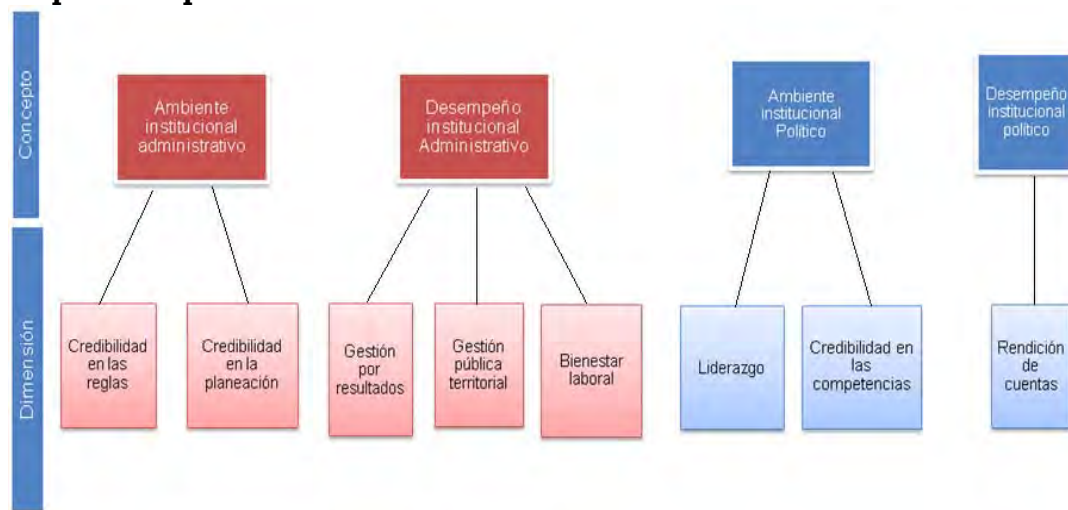 Concepto
Ambiente
institucional
administrativo
Desempeño
institucional
Administrativo
Ambiente
institucional
Político
Desempeño
institucional
político
Dimensión
Credibilidad
en las
reglas
Credibilidad
en la
planeación
Gestión
por
resultados
Gestión
pública
territorial
Bienestar
laboral
Liderazgo
Credibilidad en
las
competencias
Rendición
de
cuentas